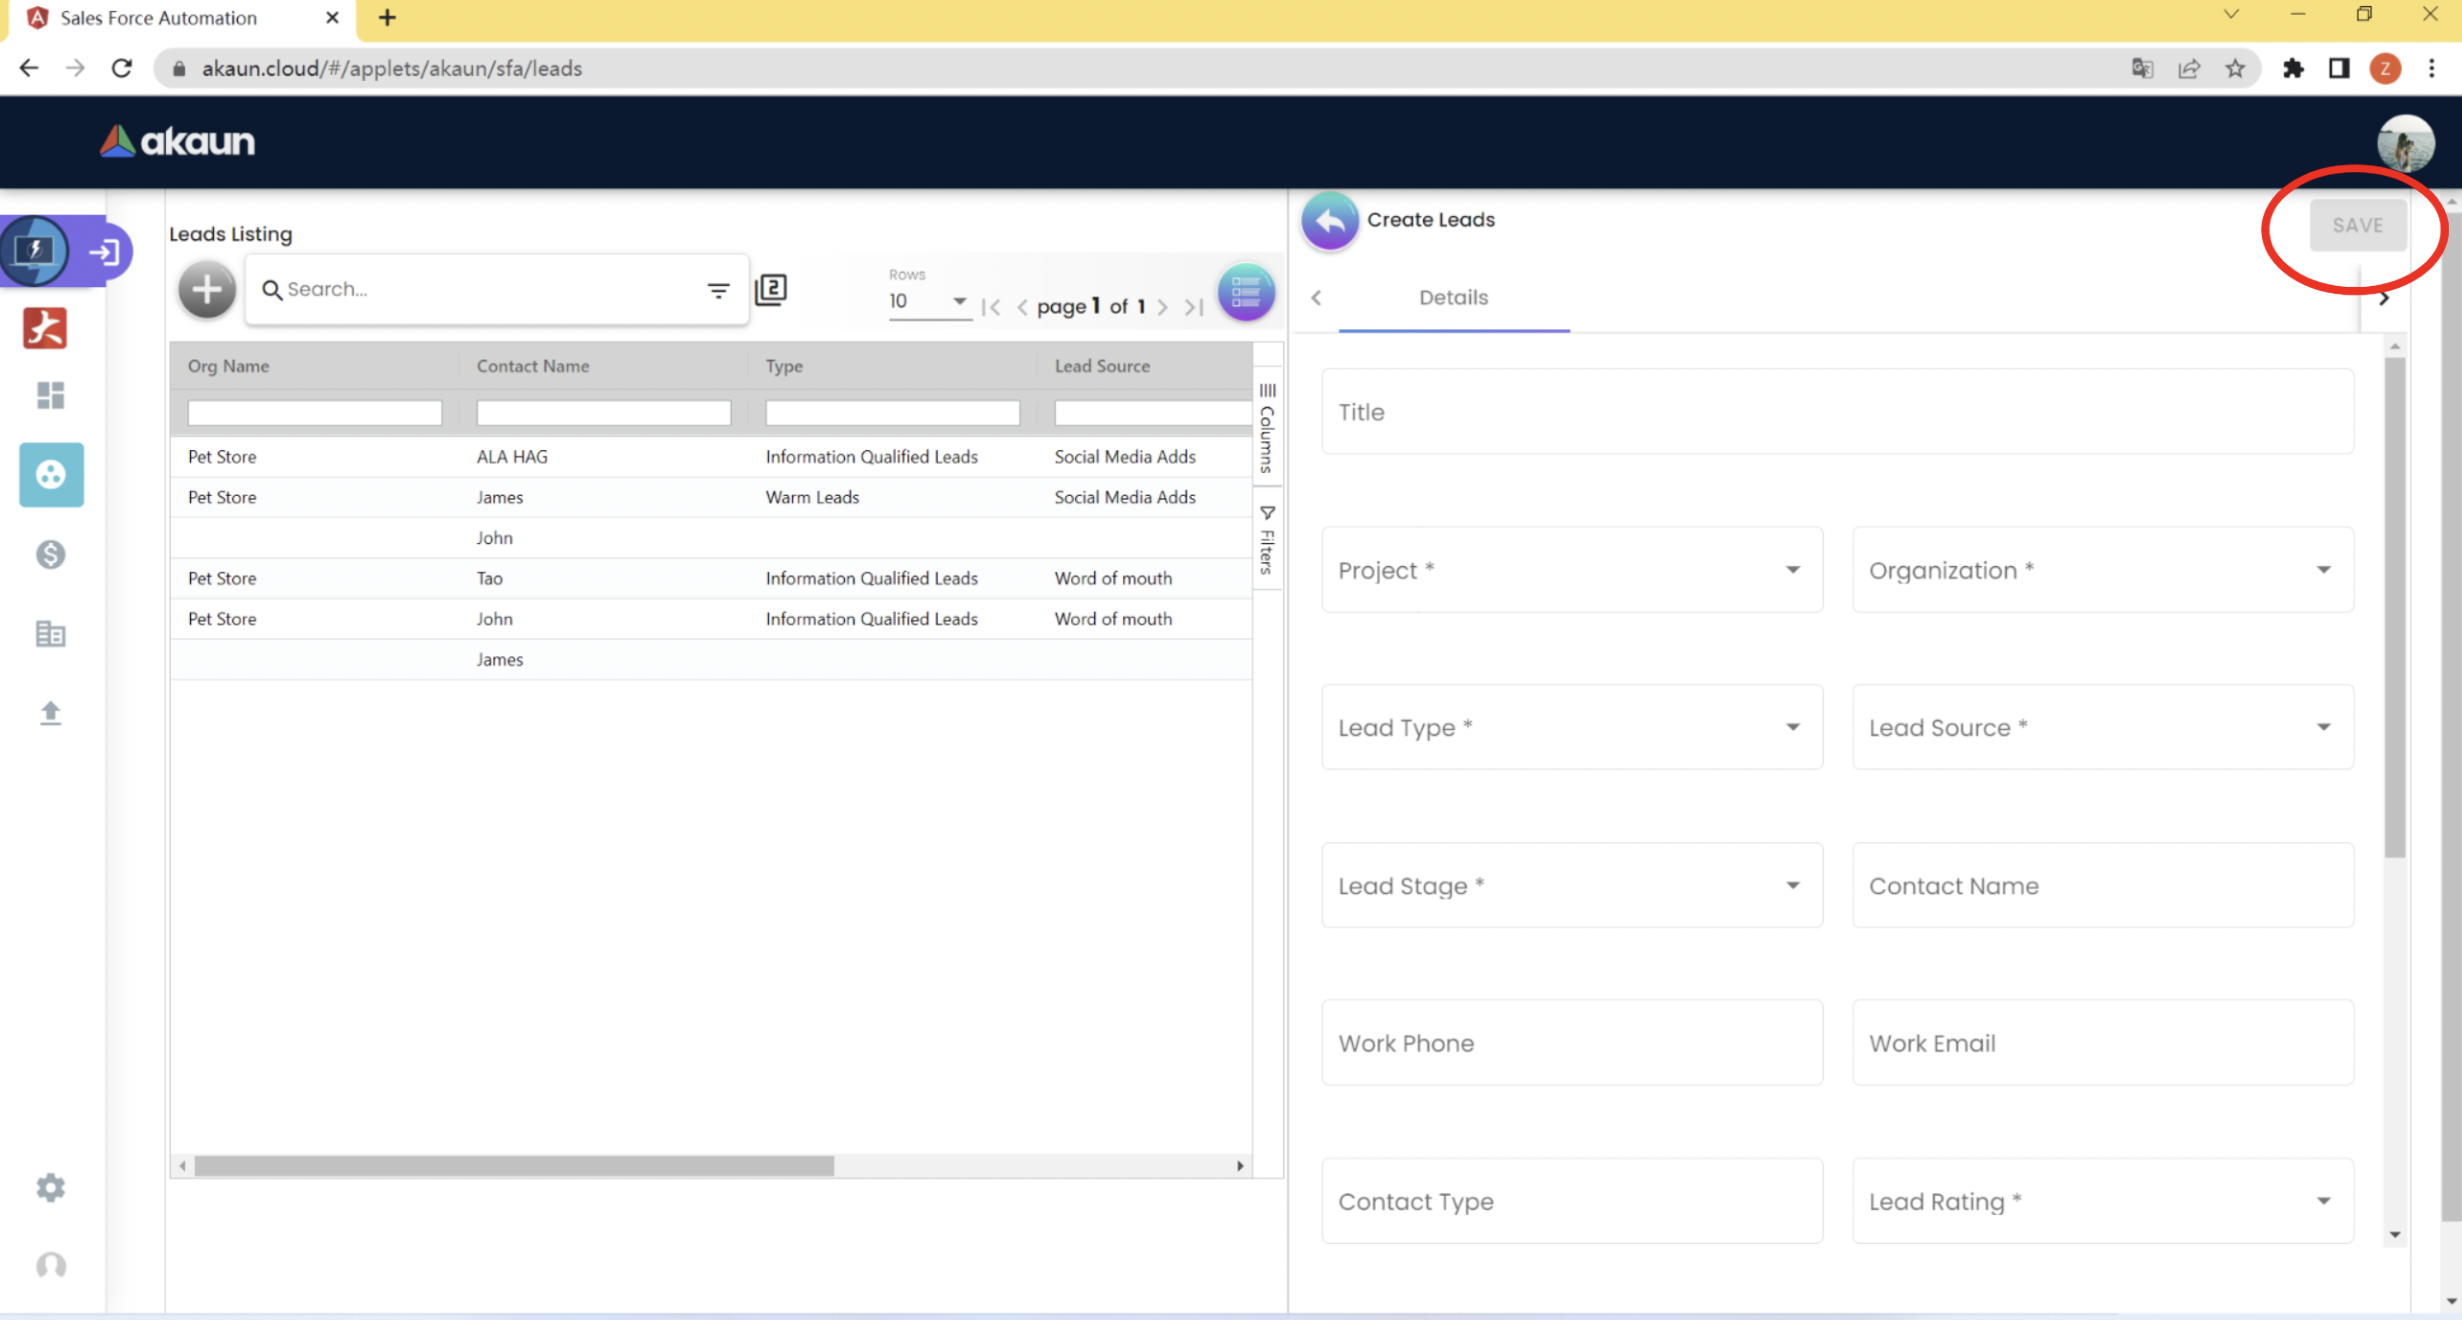 Sales Force Automation
akaun.cloud/#/applets/akaun/sfa/leads
Z
akaun
Leads Listing
Search...
2
Rows
10
page 1 of 1
Org Name Contact Name Type Lead Source
Pet Store ALA HAG Information Qualified Leads Social Media Adds
Pet Store James Warm Leads Social Media Adds
John
Pet Store Tao Information Qualified Leads Word of mouth
Pet Store John Information Qualified Leads Word of mouth
James
Columns
Filters
Create Leads
SAVE
Details
Title
Project * Organization *
Lead Type * Lead Source *
Lead Stage * Contact Name
Work Phone Work Email
Contact Type Lead Rating *